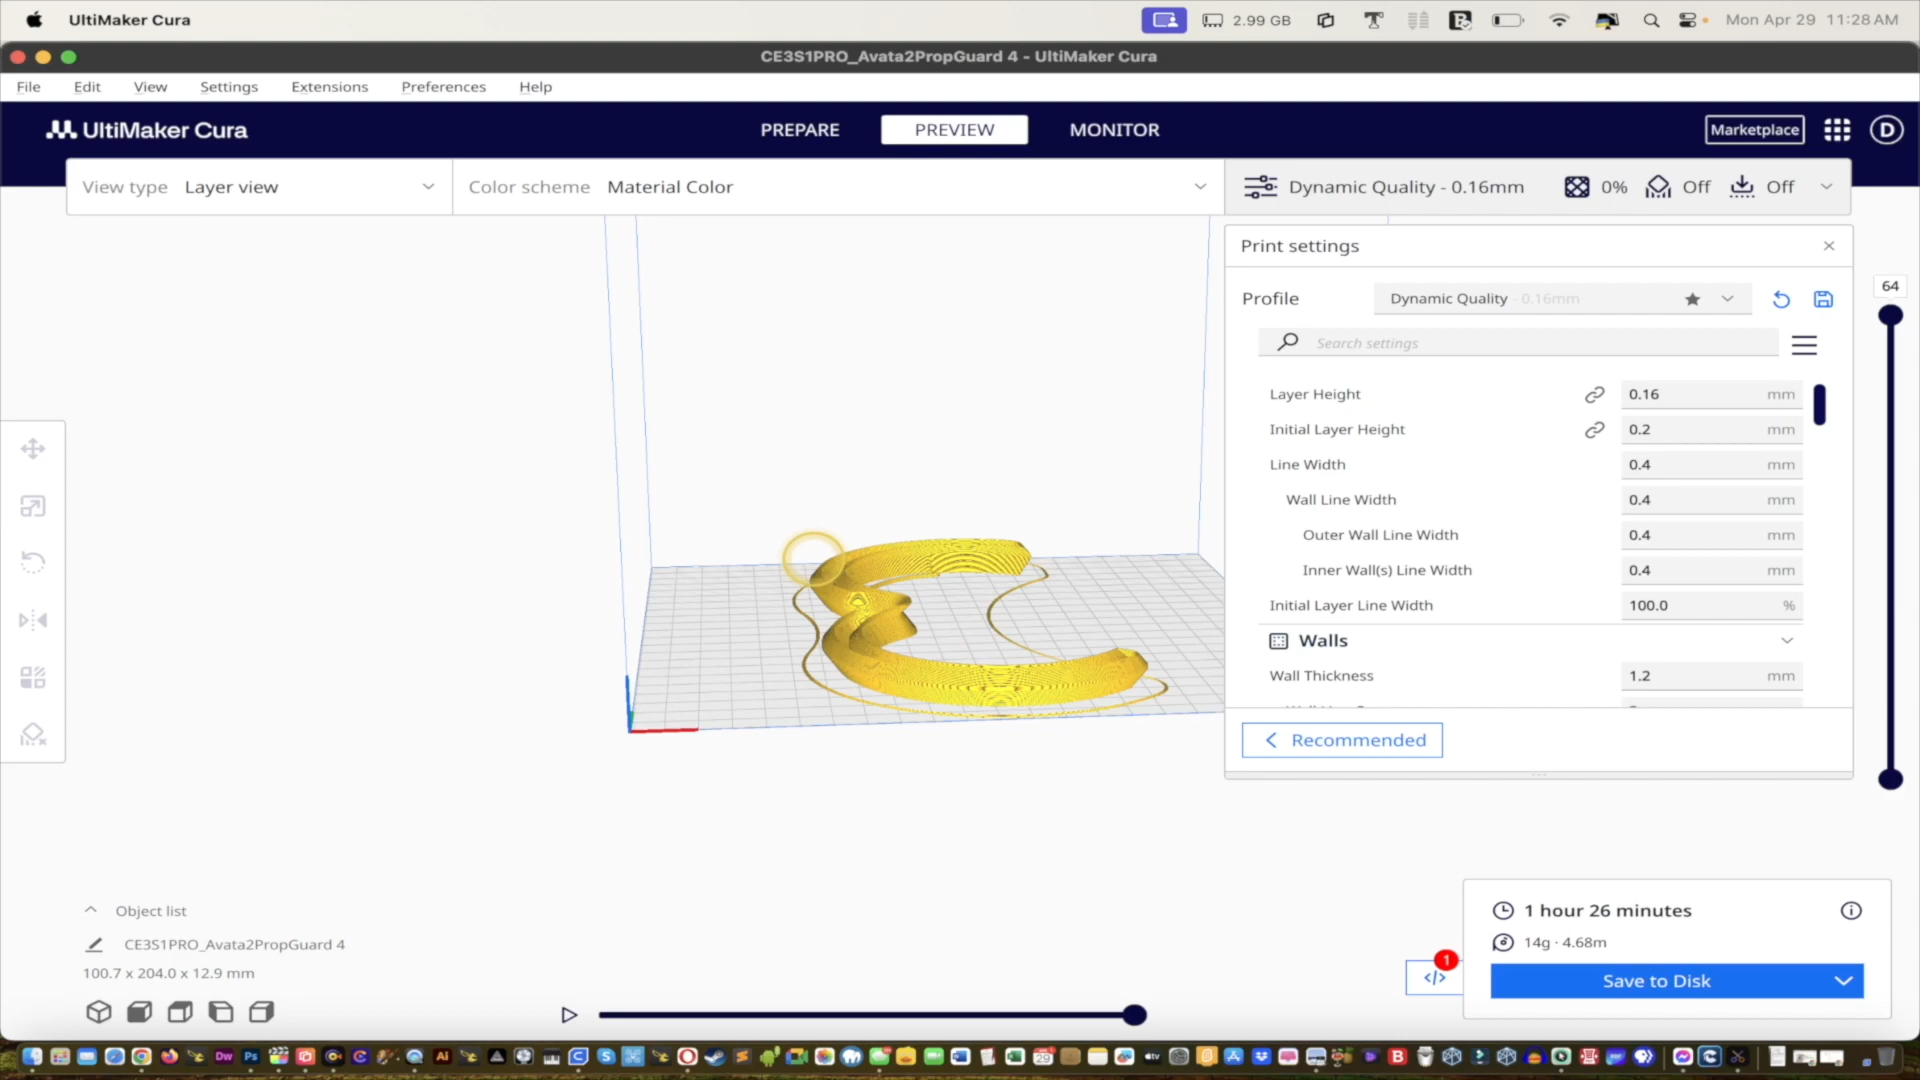 UltiMaker Cura
2.99 GB
Mon Apr 29 11:28 AM
CE3S1PRO_Avata2PropGuard 4 - UltiMaker Cura
File Edit View Settings Extensions Preferences Help
UltiMaker Cura
PREPARE PREVIEW MONITOR
Marketplace
D
View type Layer view
Color scheme Material Color
Dynamic Quality - 0.16mm
0% Off Off
Print settings
64
Profile Dynamic Quality - 0.16mm
Search settings
Layer Height 0.16 mm
Initial Layer Height 0.2 mm
Line Width 0.4 mm
Wall Line Width 0.4 mm
Outer Wall Line Width 0.4 mm
Inner Wall(s) Line Width 0.4 mm
Initial Layer Line Width 100.0 %
Walls
Wall Thickness 1.2 mm
Recommended
Object list
CE3S1PRO_Avata2PropGuard 4
100.7 x 204.0 x 12.9 mm
1 hour 26 minutes
14g · 4.68m
1
Save to Disk
Dw Ps Ai
29
tv
B